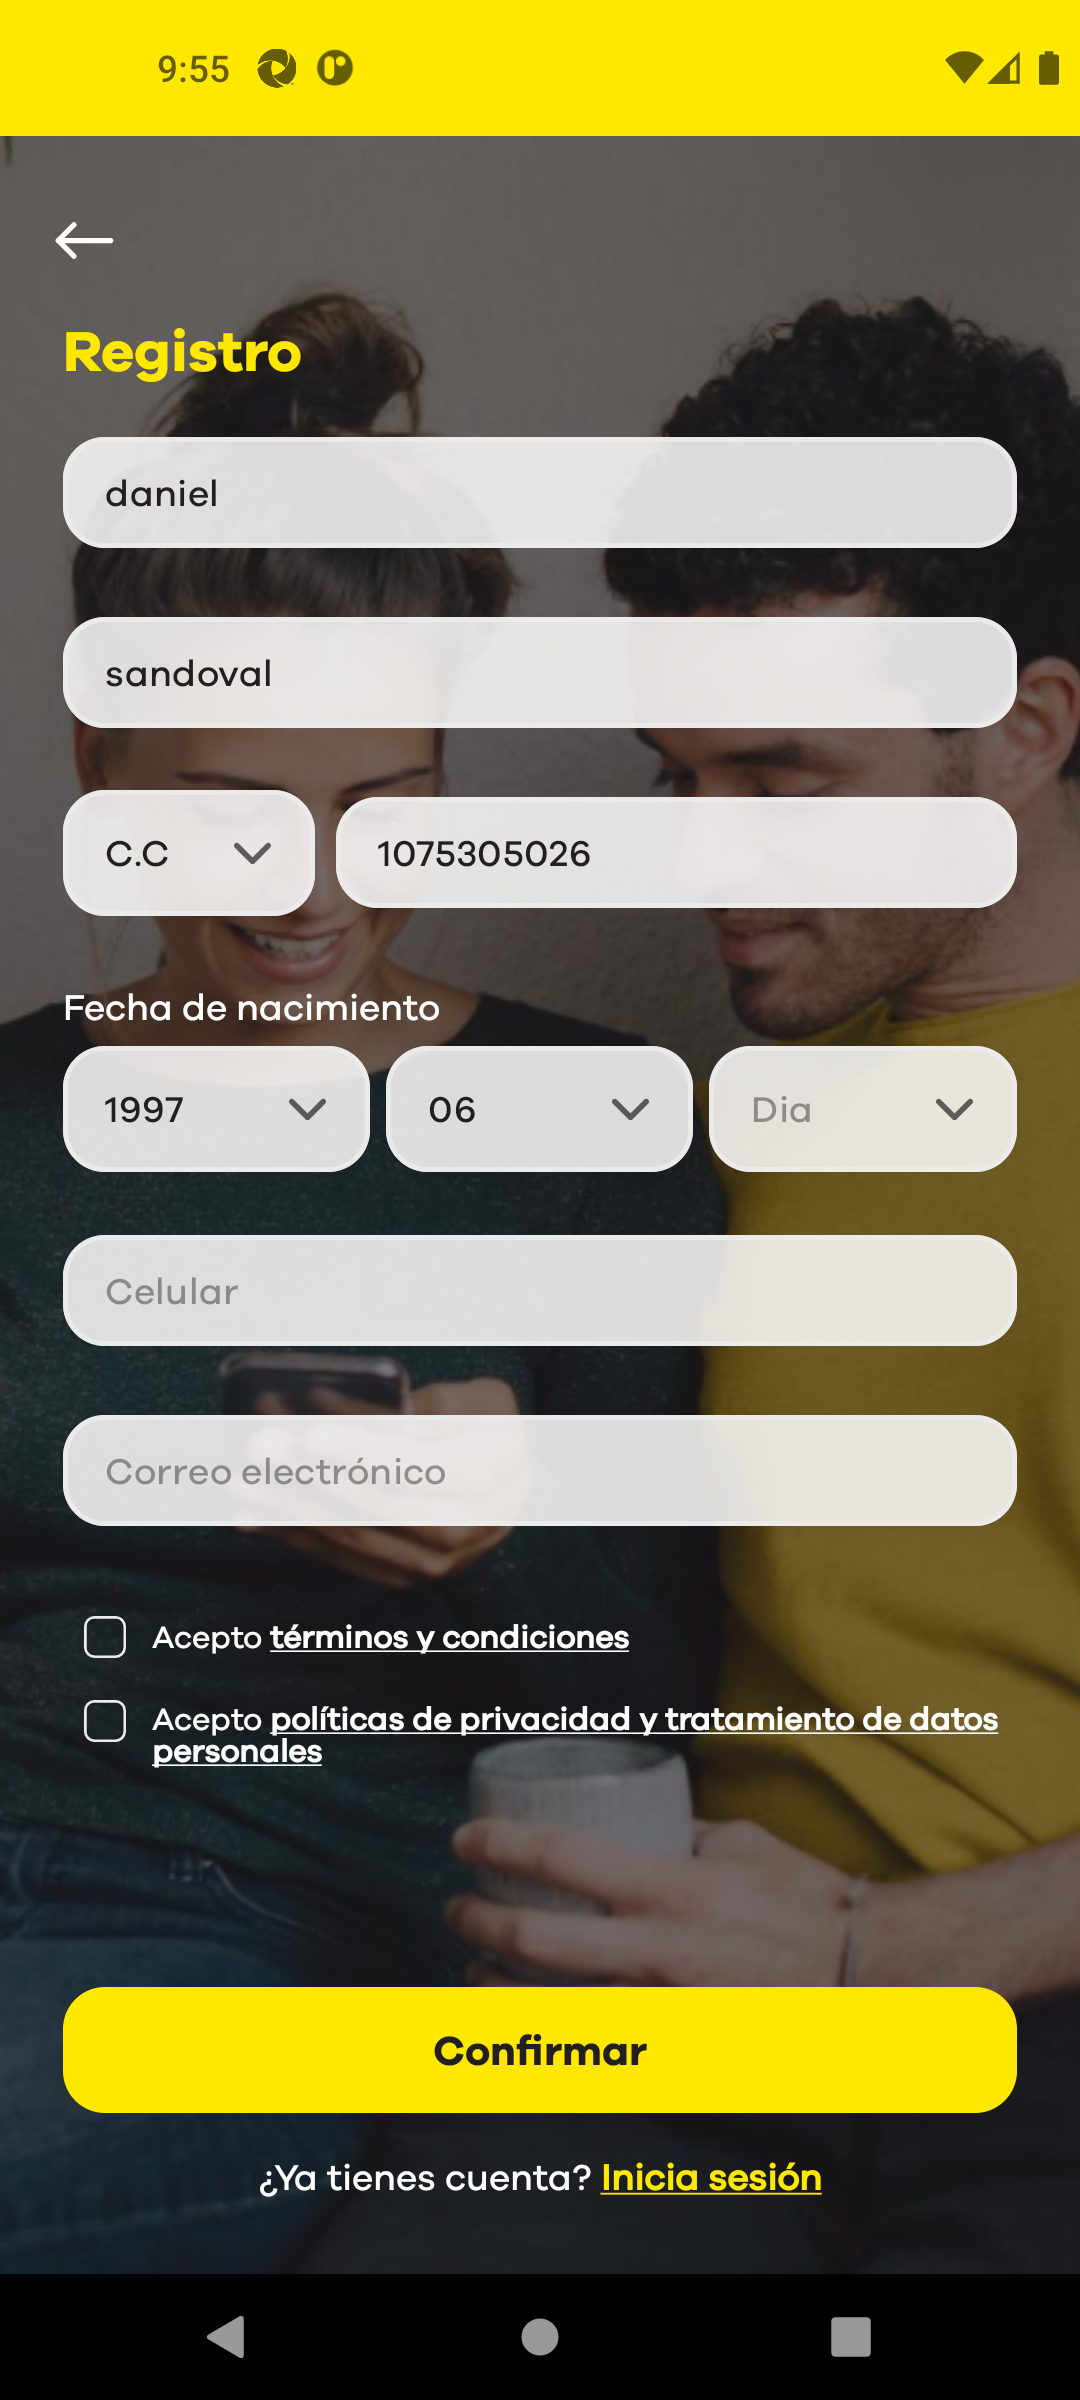 9:55
Registro
daniel
sandoval
C.C 1075305026
Fecha de nacimiento
1997 06 Dia
Celular
Correo electrónico
Acepto términos y condiciones
Acepto políticas de privacidad y tratamiento de datos
personales
Confirmar
¿Ya tienes cuenta? Inicia sesión